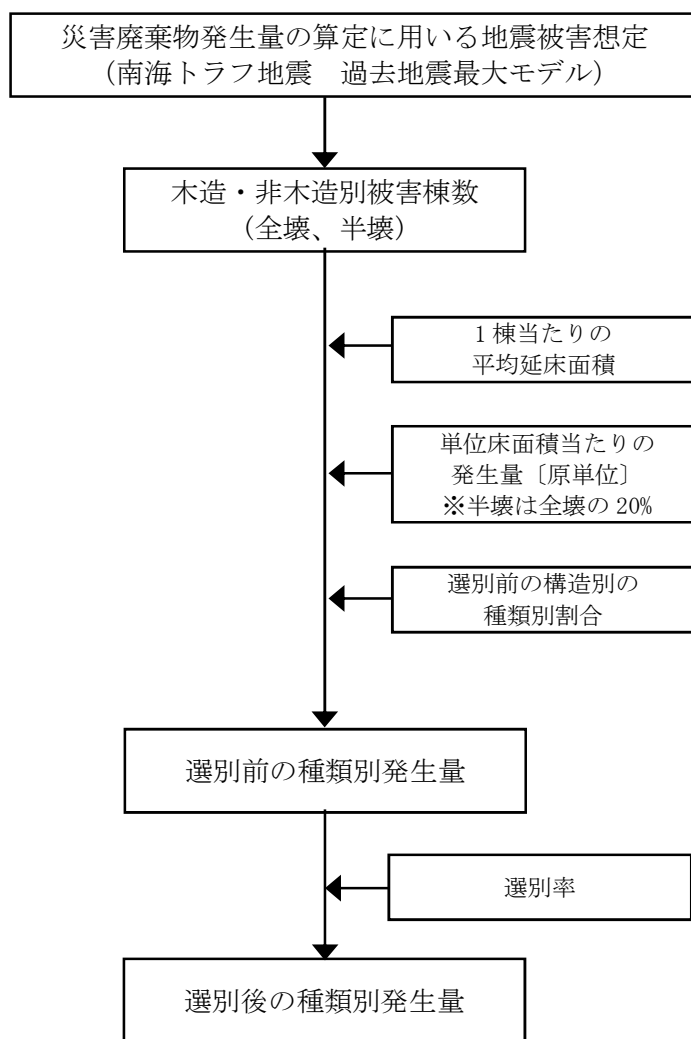 災害廃棄物発生量の算定に用いる地震被害想定
(南海トラフ地震　過去地震最大モデル)
木造・非木造別被害棟数
(全壊、半壊)
1棟当たりの
平均延床面積
単位床面積当たりの
発生量〔原単位〕
※半壊は全壊の 20%
選別前の構造別の
種類別割合
選別前の種類別発生量
選別率
選別後の種類別発生量